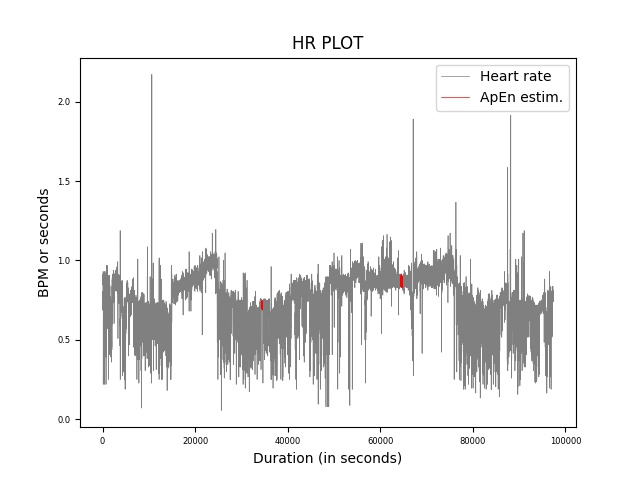 HR PLOT
Heart rate
ApEn estim.
BPM or seconds
2.0
1.5
1.0
0.5
0.0
0 20000 40000 60000 80000 100000
Duration (in seconds)